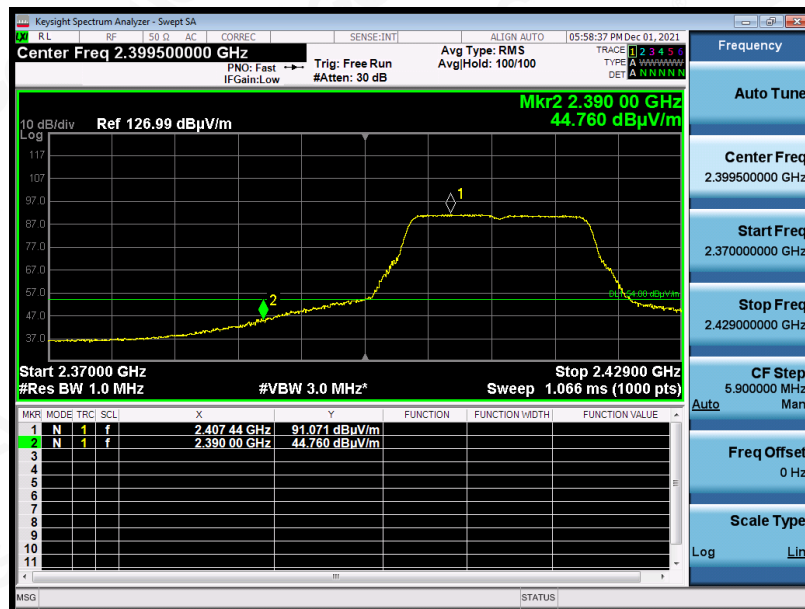 Keysight Spectrum Analyzer - Swept SA
LXI RL RF 50 Ω AC CORREC SENSE:INT ALIGN AUTO 05:58:37 PM Dec 01, 2021
Center Freq 2.399500000 GHz
PNO: Fast
IFGain:Low
Trig: Free Run
#Atten: 30 dB
Avg Type: RMS
Avg|Hold: 100/100
TRACE 1 2 3 4 5 6
TYPE A WWWWW
DET A N N N N N
Frequency
Mkr2 2.390 00 GHz
44.760 dBµV/m
10 dB/div Ref 126.99 dBµV/m
Log
117
107
97.0
87.0
77.0
67.0
57.0
47.0
37.0
1
2
DL1 54.00 dBµV/m
Start 2.37000 GHz Stop 2.42900 GHz
#Res BW 1.0 MHz #VBW 3.0 MHz* Sweep 1.066 ms (1000 pts)
MKR MODE TRC SCL X Y FUNCTION FUNCTION WIDTH FUNCTION VALUE
1 N 1 f 2.407 44 GHz 91.071 dBµV/m
2 N 1 f 2.390 00 GHz 44.760 dBµV/m
3
4
5
6
7
8
9
10
11
MSG STATUS
Auto Tune
Center Freq
2.399500000 GHz
Start Freq
2.370000000 GHz
Stop Freq
2.429000000 GHz
CF Step
5.900000 MHz
Auto Man
Freq Offset
0 Hz
Scale Type
Log Lin